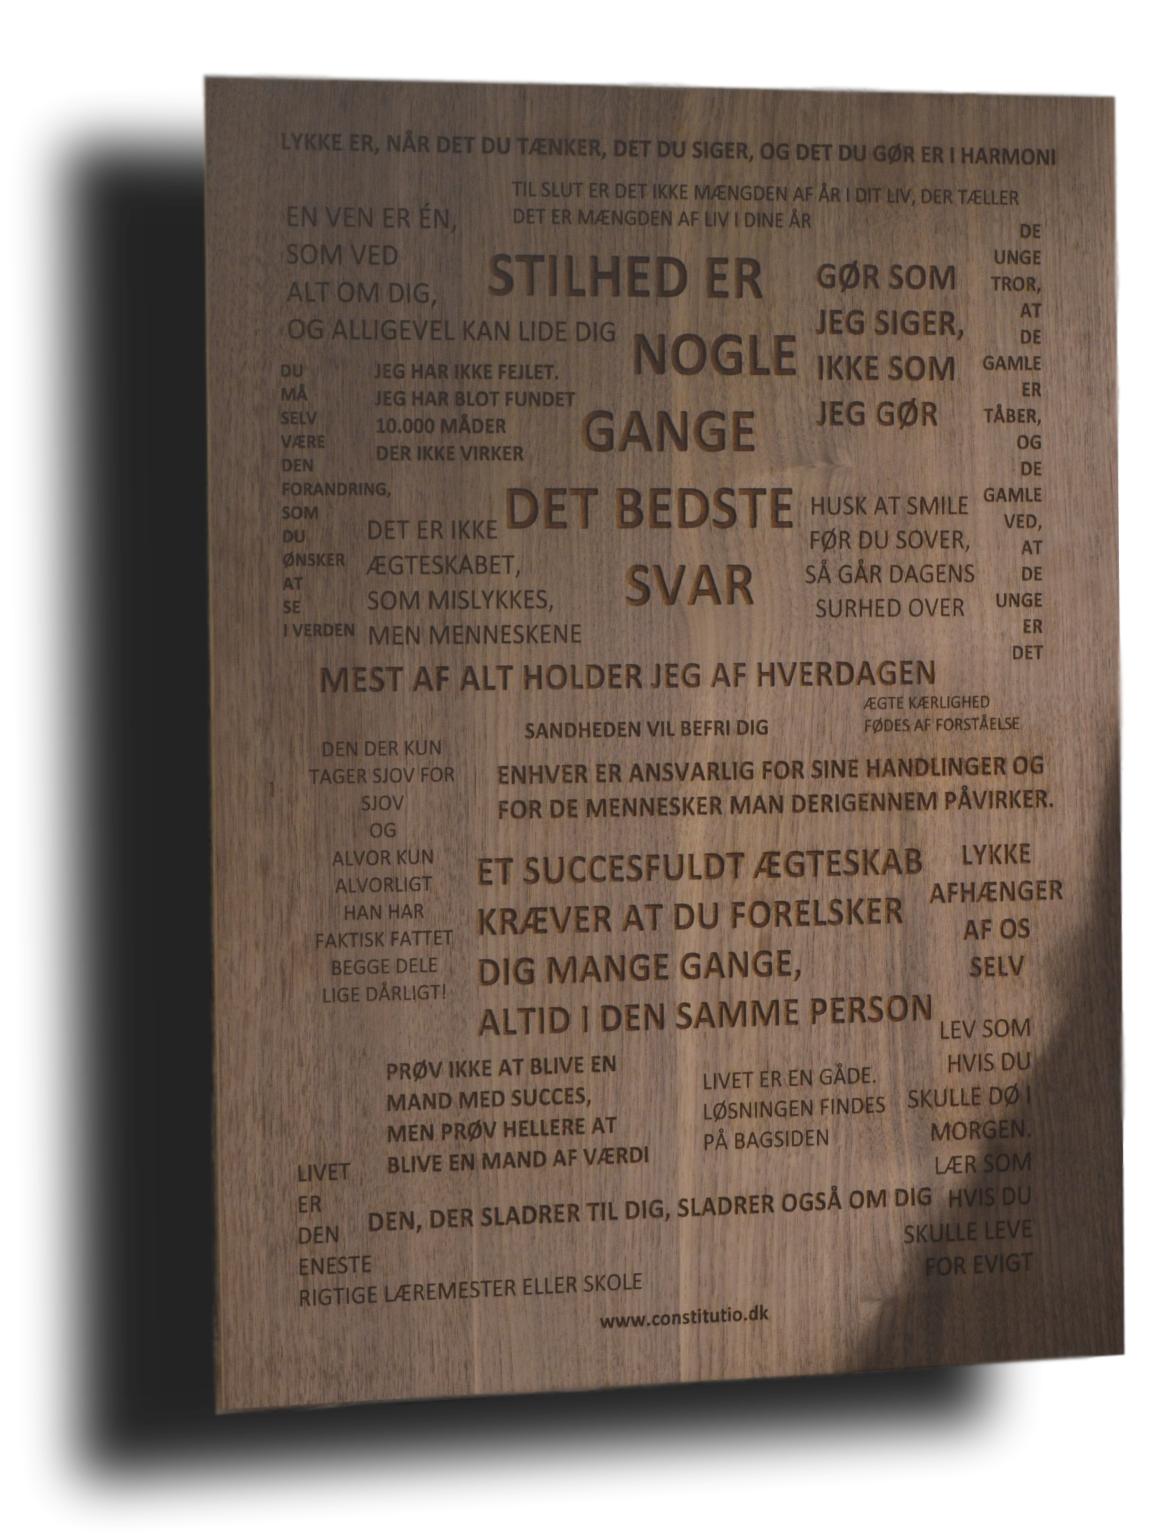 LYKKE ER, NÅR DET DU TÆNKER, DET DU SIGER, OG DET DU GØR ER I HARMONI
TIL SLUT ER DET IKKE MÆNGDEN AF ÅR I DIT LIV, DER TÆLLER
DET ER MÆNGDEN AF LIV I DINE ÅR
EN VEN ER ÉN,
SOM VED
ALT OM DIG,
OG ALLIGEVEL KAN LIDE DIG
STILHED ER
NOGLE
GANGE
DET BEDSTE
SVAR
GØR SOM
JEG SIGER,
IKKE SOM
JEG GØR
DE
UNGE
TROR,
AT
DE
GAMLE
ER
TÅBER,
OG
DE
GAMLE
VED,
AT
DE
UNGE
ER
DET
DU
MÅ
SELV
VÆRE
DEN
FORANDRING,
SOM
DU
ØNSKER
AT
SE
I VERDEN
JEG HAR IKKE FEJLET.
JEG HAR BLOT FUNDET
10.000 MÅDER
DER IKKE VIRKER
DET ER IKKE
ÆGTESKABET,
SOM MISLYKKES,
MEN MENNESKENE
HUSK AT SMILE
FØR DU SOVER,
SÅ GÅR DAGENS
SURHED OVER
MEST AF ALT HOLDER JEG AF HVERDAGEN
ÆGTE KÆRLIGHED
FØDES AF FORSTÅELSE
SANDHEDEN VIL BEFRI DIG
DEN DER KUN
TAGER SJOV FOR
SJOV
OG
ALVOR KUN
ALVORLIGT
HAN HAR
FAKTISK FATTET
BEGGE DELE
LIGE DÅRLIGT!
ENHVER ER ANSVARLIG FOR SINE HANDLINGER OG
FOR DE MENNESKER MAN DERIGENNEM PÅVIRKER.
ET SUCCESFULDT ÆGTESKAB
KRÆVER AT DU FORELSKER
DIG MANGE GANGE,
ALTID I DEN SAMME PERSON
LYKKE
AFHÆNGER
AF OS
SELV
LEV SOM
HVIS DU
SKULLE DØ I
MORGEN.
LÆR SOM
HVIS DU
SKULLE LEVE
FOR EVIGT
PRØV IKKE AT BLIVE EN
MAND MED SUCCES,
MEN PRØV HELLERE AT
BLIVE EN MAND AF VÆRDI
LIVET ER EN GÅDE.
LØSNINGEN FINDES
PÅ BAGSIDEN
DEN, DER SLADRER TIL DIG, SLADRER OGSÅ OM DIG
LIVET
ER
DEN
ENESTE
RIGTIGE LÆREMESTER ELLER SKOLE
www.constitutio.dk